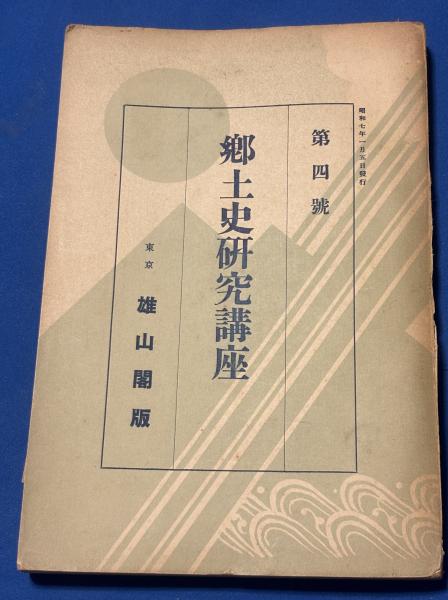 昭和七年一月五日發行
第四號
鄕土史硏究講座
東京
雄山閣版